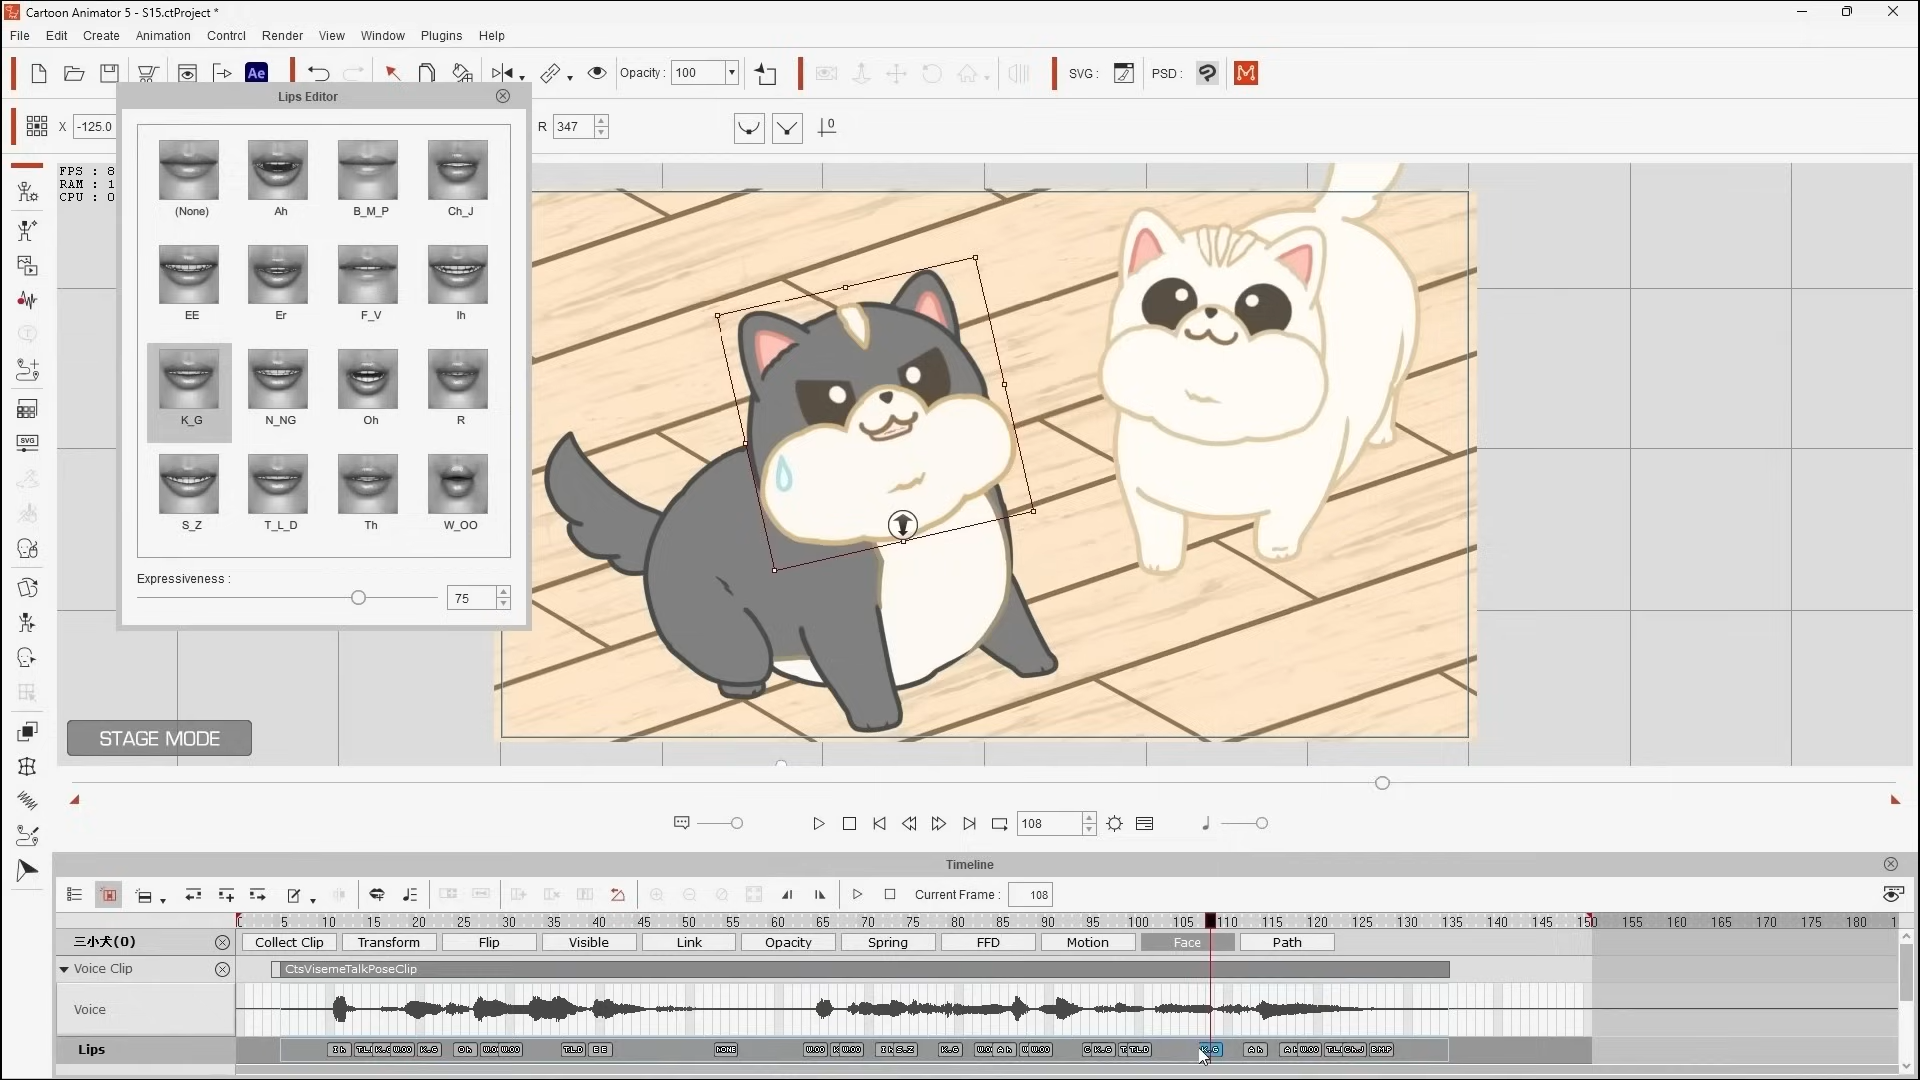 Cartoon Animator 5 - S15.ctProject *
File Edit Create Animation Control Render View Window Plugins Help
Ae Opacity : 100 SVG : PSD :
Lips Editor
X -125.0 R 347
FPS : 8
RAM : 1
CPU : 0
(None) Ah B_M_P Ch_J
EE Er F_V Ih
K_G N_NG Oh R
S_Z T_L_D Th W_OO
Expressiveness :
75
STAGE MODE
108
Timeline
Current Frame : 108
5 10 15 20 25 30 35 40 45 50 55 60 65 70 75 80 85 90 95 100 105 110 115 120 125 130 135 140 145 150 155 160 165 170 175 180
三小犬(0) Collect Clip Transform Flip Visible Link Opacity Spring FFD Motion Face Path
Voice Clip CtsVisemeTalkPoseClip
Voice
Lips